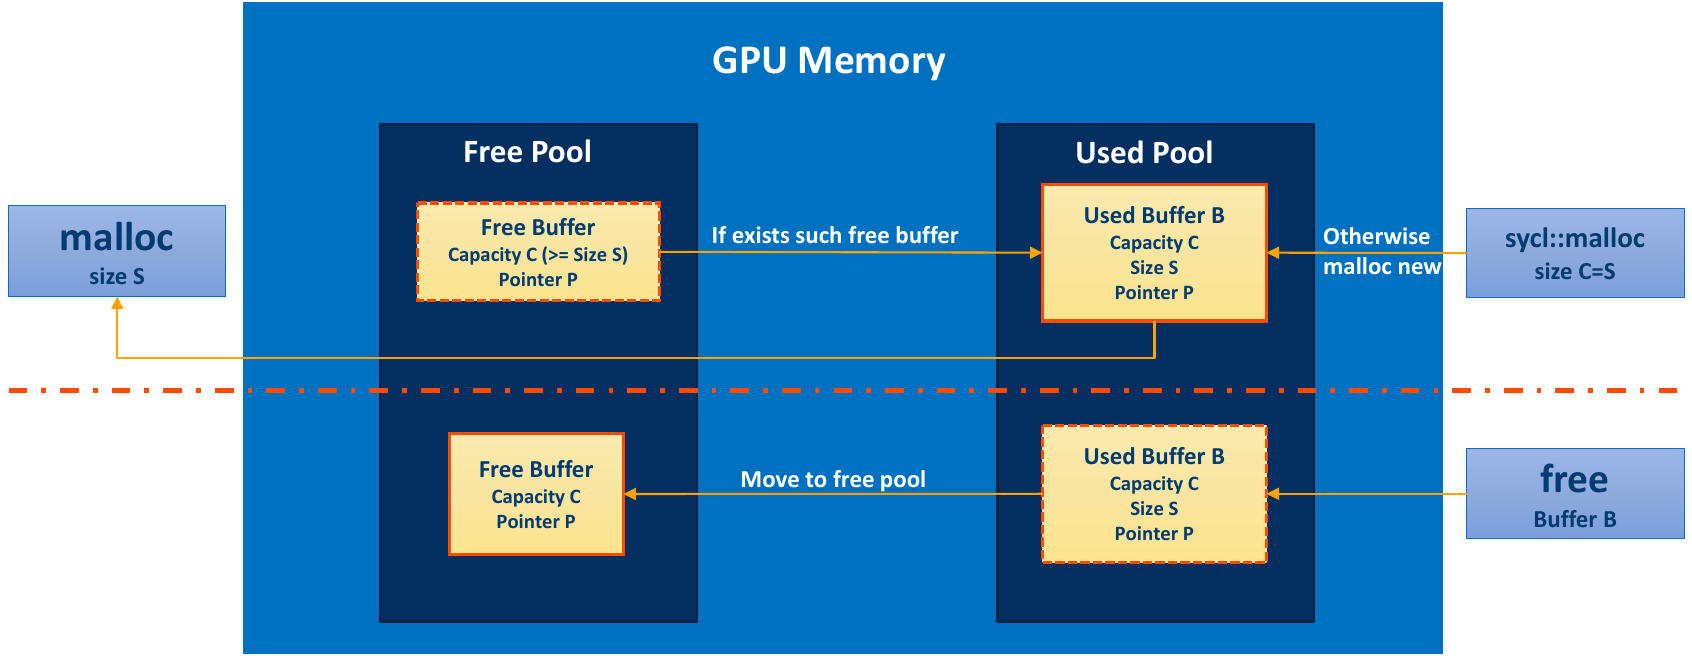 GPU Memory
Free Pool
Used Pool
malloc
size S
Free Buffer
Capacity C (>= Size S)
Pointer P
If exists such free buffer
Used Buffer B
Capacity C
Size S
Pointer P
Otherwise
malloc new
sycl::malloc
size C=S
Free Buffer
Capacity C
Pointer P
Move to free pool
Used Buffer B
Capacity C
Size S
Pointer P
free
Buffer B